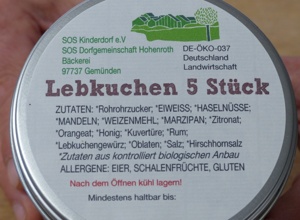 SOS Kinderdorf e.V
SOS Dorfgemeinschaft Hohenroth
Bäckerei
97737 Gemünden
DE-ÖKO-037
Deutschland
Landwirtschaft
Lebkuchen 5 Stück
ZUTATEN: *Rohrohrzucker; *EIWEISS; *HASELNÜSSE;
*MANDELN; *WEIZENMEHL; *MARZIPAN; *Zitronat;
*Orangeat; *Honig; *Kuvertüre; *Rum;
*Lebkuchengewürz; *Oblaten; *Salz; *Hirschhornsalz
*Zutaten aus kontrolliert biologischen Anbau
ALLERGENE: EIER, SCHALENFRÜCHTE, GLUTEN
Nach dem Öffnen kühl lagern!
Mindestens haltbar bis: